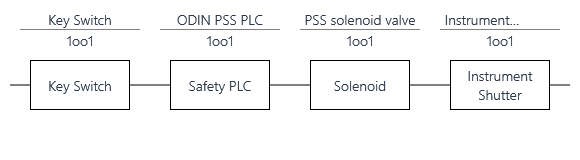 Key Switch
ODIN PSS PLC
PSS solenoid valve
Instrument...
1oo1
1oo1
1oo1
1oo1
Key Switch
Safety PLC
Solenoid
Instrument
Shutter